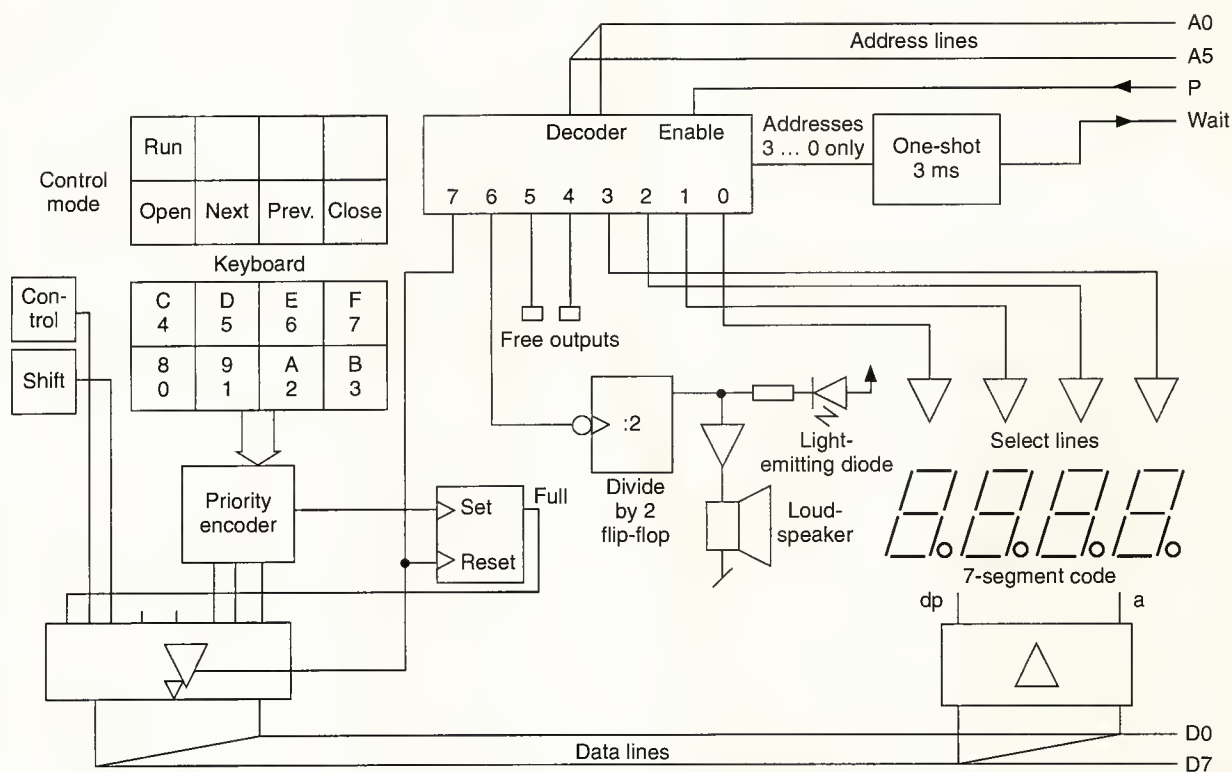 A0
Address lines
A5
P
Wait
Decoder
Enable
Addresses
3 ... 0 only
One-shot
3 ms
7 6 5 4 3 2 1 0
Control
mode
Run
Open Next Prev. Close
Keyboard
C D E F
4 5 6 7
8 9 A B
0 1 2 3
Con-
trol
Shift
Free outputs
:2
Divide
by 2
flip-flop
Light-
emitting diode
Loud-
speaker
Select lines
7-segment code
dp
a
Priority
encoder
Set
Reset
Full
Data lines
D0
D7